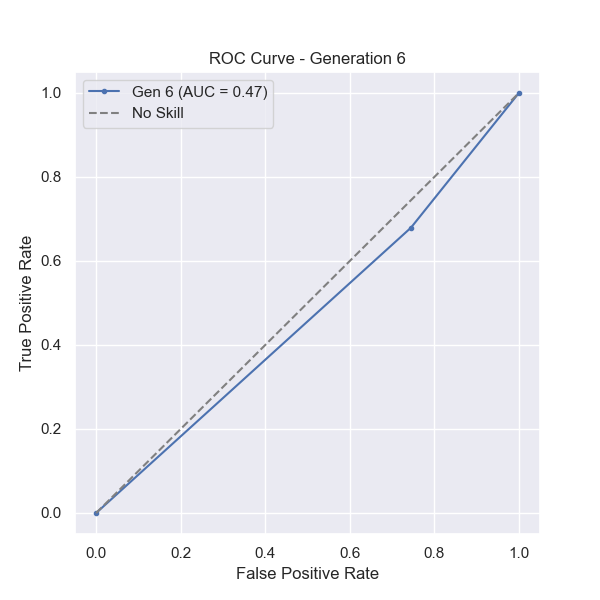 ROC Curve - Generation 6
Gen 6 (AUC = 0.47)
No Skill
True Positive Rate
1.0
0.8
0.6
0.4
0.2
0.0
0.0 0.2 0.4 0.6 0.8 1.0
False Positive Rate